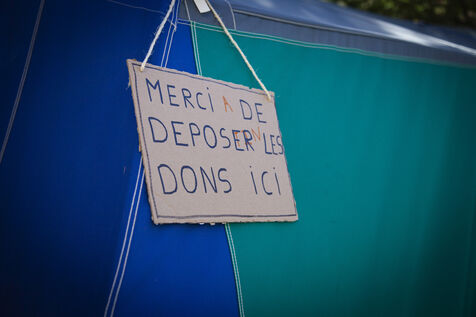 MERCI A DE
DEPOSER LES
DONS ICI